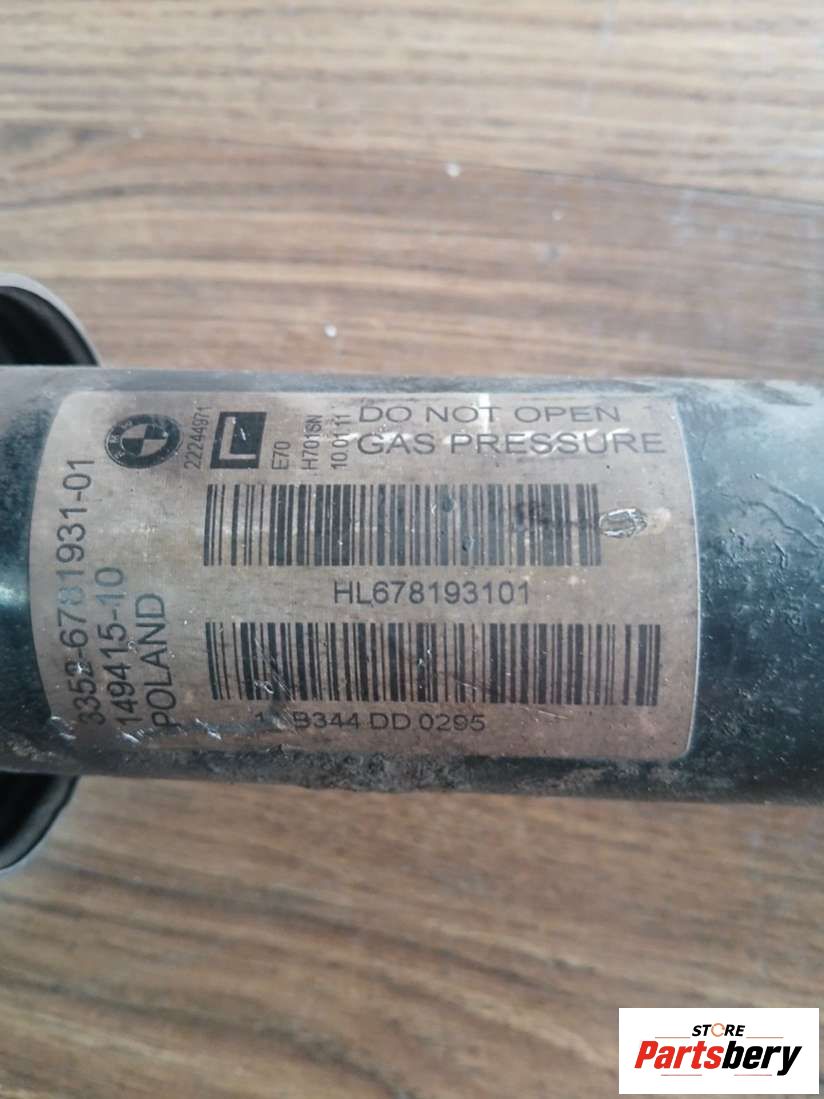 BMW
22244971
L
E70
H701SN
10.01.11
DO NOT OPEN
GAS PRESSURE
3352-6781931-01
149415-10
POLAND
HL678193101
B344 DD 0295
STORE
Partsbery